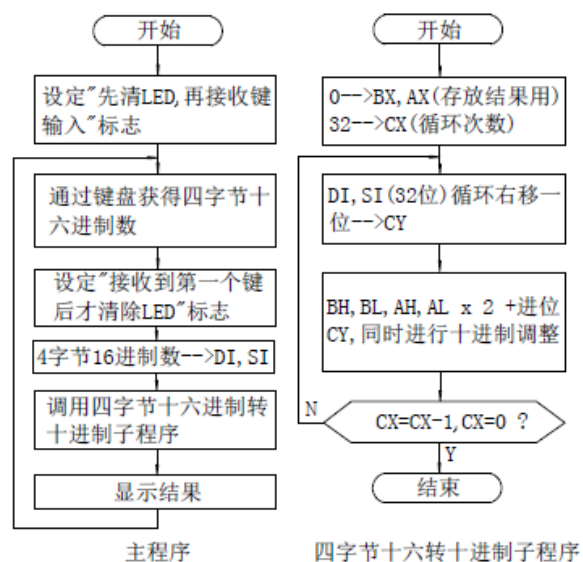 开始
设定"先清LED,再接收键
输入"标志
通过键盘获得四字节十
六进制数
设定"接收到第一个键
后才清除LED"标志
4字节16进制数-->DI,SI
调用四字节十六进制转
十进制子程序
显示结果
主程序
开始
0-->BX,AX(存放结果用)
32-->CX(循环次数)
DI,SI(32位)循环右移一
位-->CY
BH,BL,AH,AL x 2 +进位
CY,同时进行十进制调整
N
CX=CX-1,CX=0 ?
Y
结束
四字节十六转十进制子程序